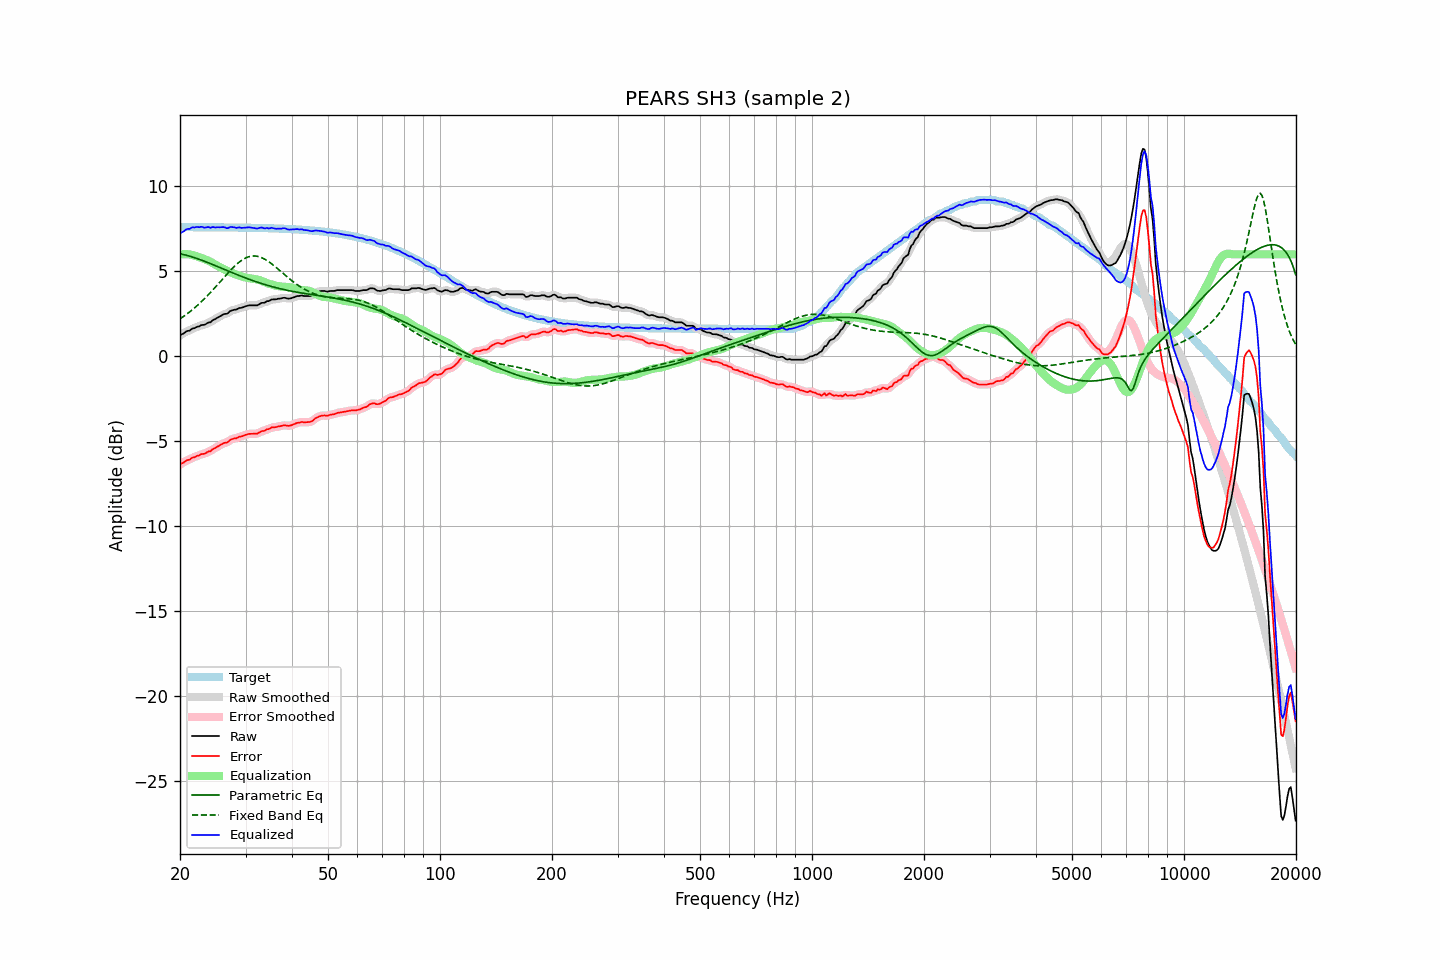 PEARS SH3 (sample 2)
Amplitude (dBr)
10
5
0
−5
−10
−15
−20
−25
Target
Raw Smoothed
Error Smoothed
Raw
Error
Equalization
Parametric Eq
Fixed Band Eq
Equalized
20 50 100 200 500 1000 2000 5000 10000 20000
Frequency (Hz)